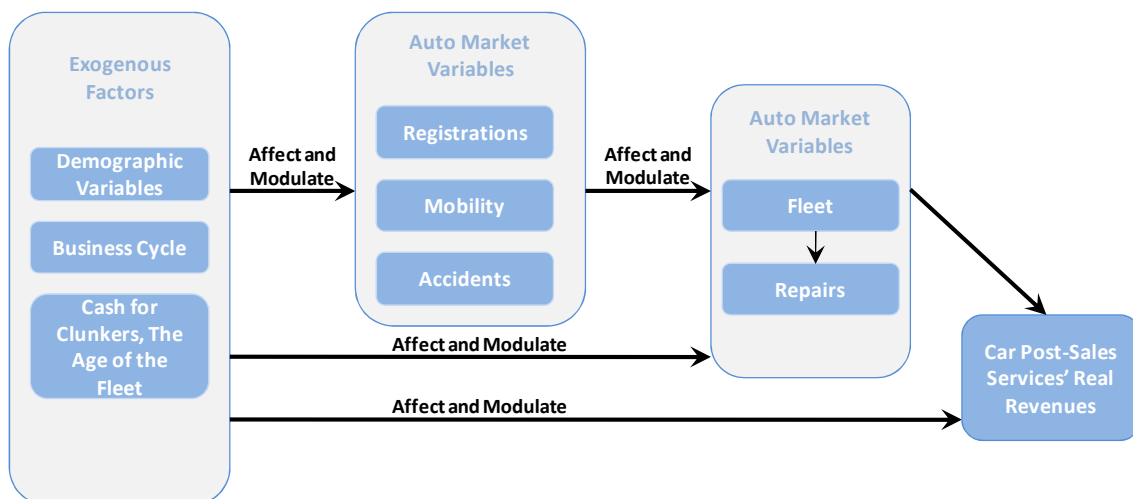 Exogenous
Factors
Demographic
Variables
Business Cycle
Cash for
Clunkers, The
Age of the
Fleet
Affect and
Modulate
Auto Market
Variables
Registrations
Mobility
Accidents
Affect and
Modulate
Auto Market
Variables
Fleet
Repairs
Affect and Modulate
Affect and Modulate
Car Post-Sales
Services’ Real
Revenues